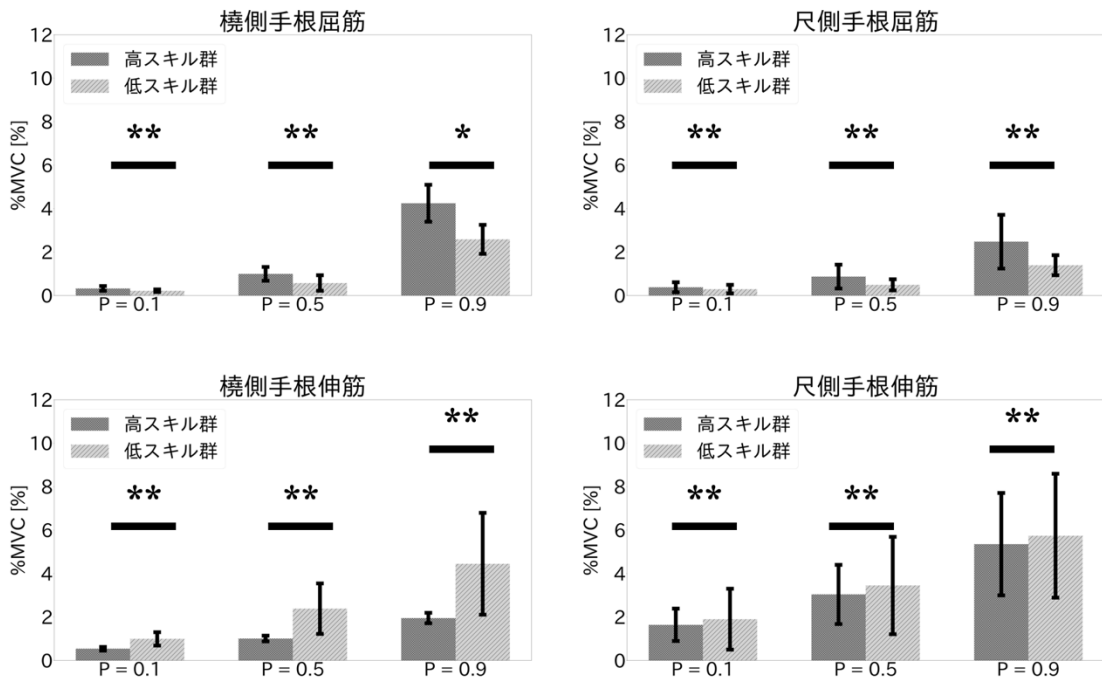 橈側手根屈筋
12
10
8
6
4
2
0
%MVC [%]
高スキル群
低スキル群
**
**
*
P = 0.1
P = 0.5
P = 0.9
尺側手根屈筋
12
10
8
6
4
2
0
%MVC [%]
高スキル群
低スキル群
**
**
**
P = 0.1
P = 0.5
P = 0.9
橈側手根伸筋
12
10
8
6
4
2
0
%MVC [%]
高スキル群
低スキル群
**
**
**
P = 0.1
P = 0.5
P = 0.9
尺側手根伸筋
12
10
8
6
4
2
0
%MVC [%]
高スキル群
低スキル群
**
**
**
P = 0.1
P = 0.5
P = 0.9